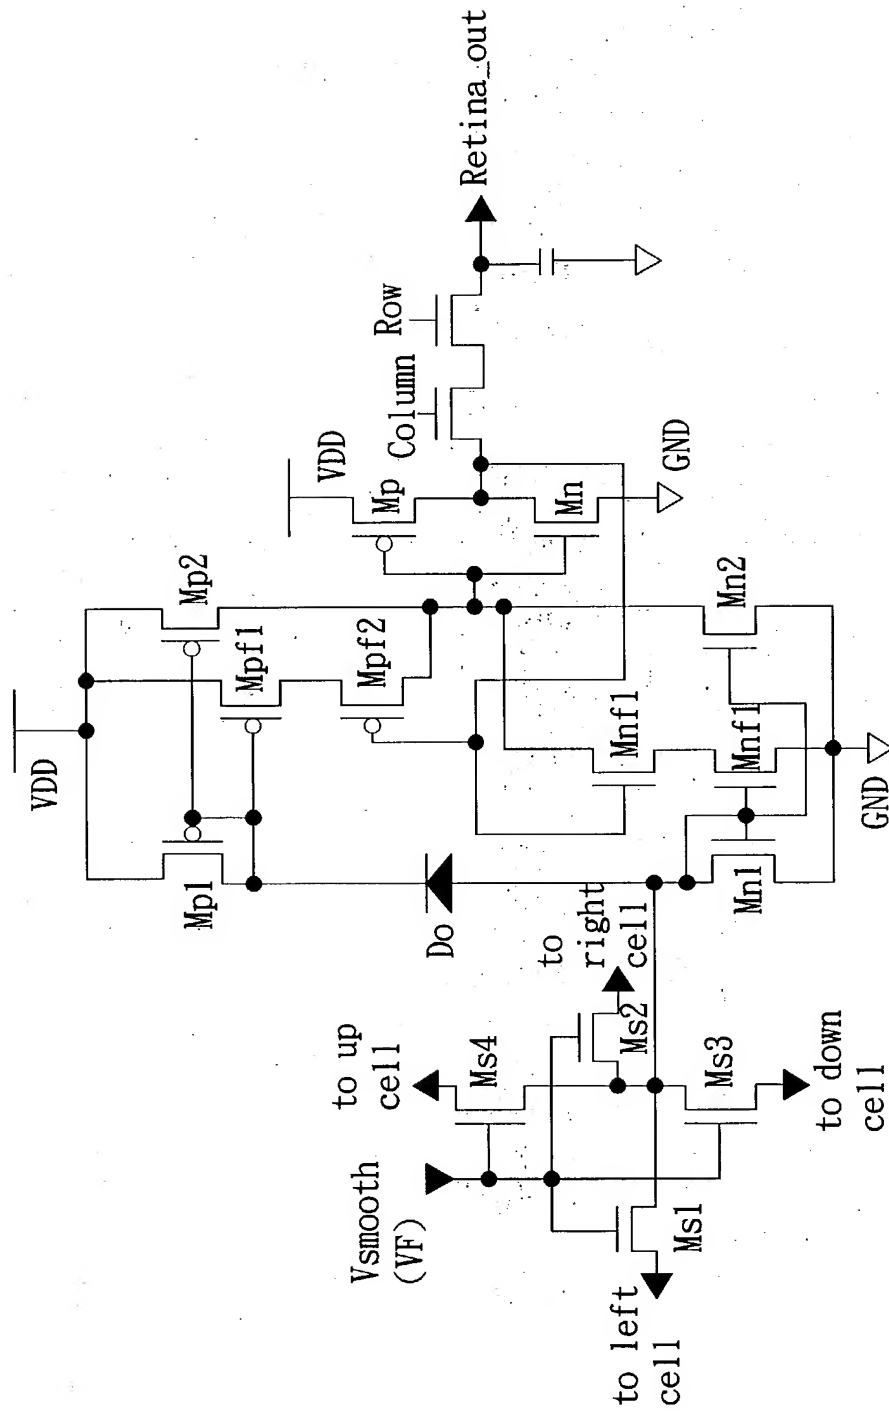 VDD
Mp1
Mp2
Mpf1
Mpf2
VDD
Mp
Column
Row
Retina_out
Mn
GND
Do
to
right
cell
to up
cell
Ms4
Vsmooth
(VF)
Ms2
Ms1
Ms3
to left
cell
to down
cell
Mnf1
Mnf1
Mn1
Mn2
GND